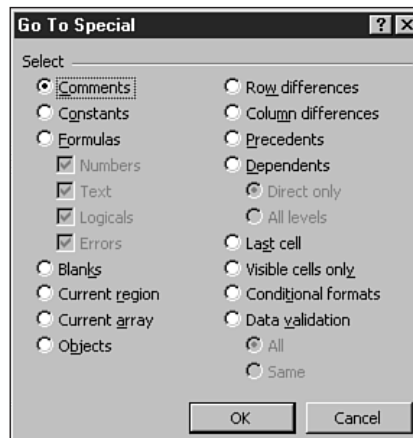 Go To Special
Select
Comments
Constants
Formulas
Numbers
Text
Logicals
Errors
Blanks
Current region
Current array
Objects
Row differences
Column differences
Precedents
Dependents
Direct only
All levels
Last cell
Visible cells only
Conditional formats
Data validation
All
Same
OK
Cancel